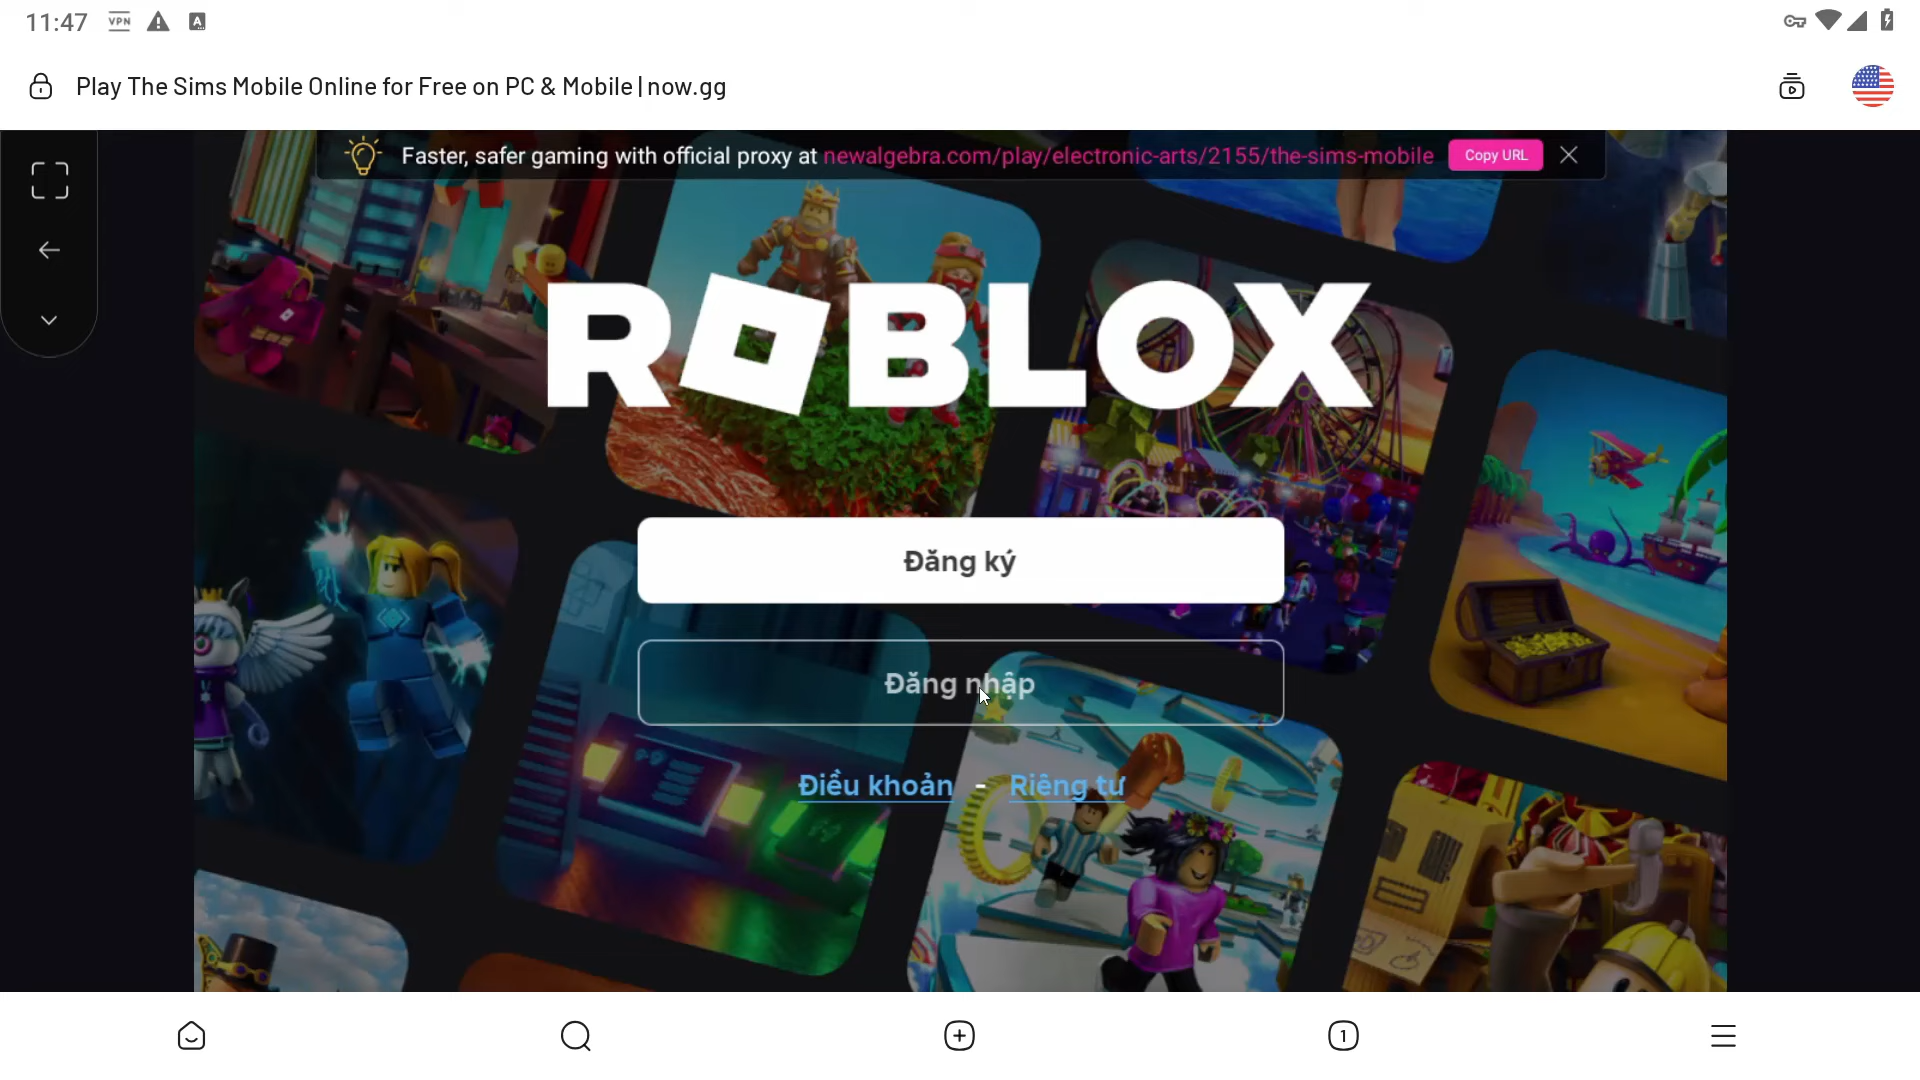 11:47 VPN A
Play The Sims Mobile Online for Free on PC & Mobile | now.gg
Faster, safer gaming with official proxy at newalgebra.com/play/electronic-arts/2155/the-sims-mobile Copy URL
ROBLOX
Đăng ký
Đăng nhập
Điều khoản - Riêng tư
1